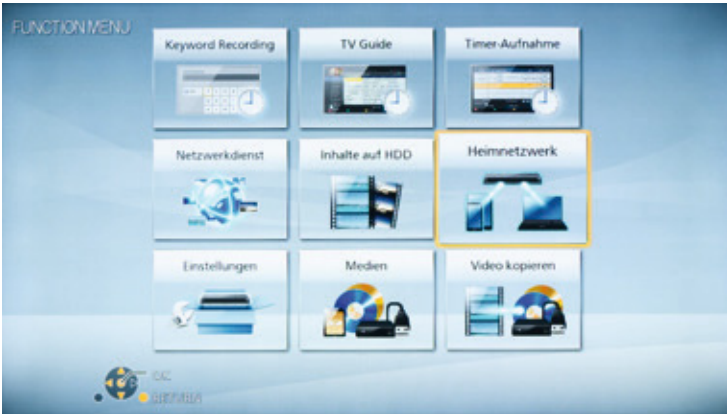 FUNCTION MENU
Keyword Recording
TV Guide
Timer-Aufnahme
Netzwerkdienst
Inhalte auf HDD
Heimnetzwerk
Einstellungen
Medien
Video kopieren
OK
RETURN